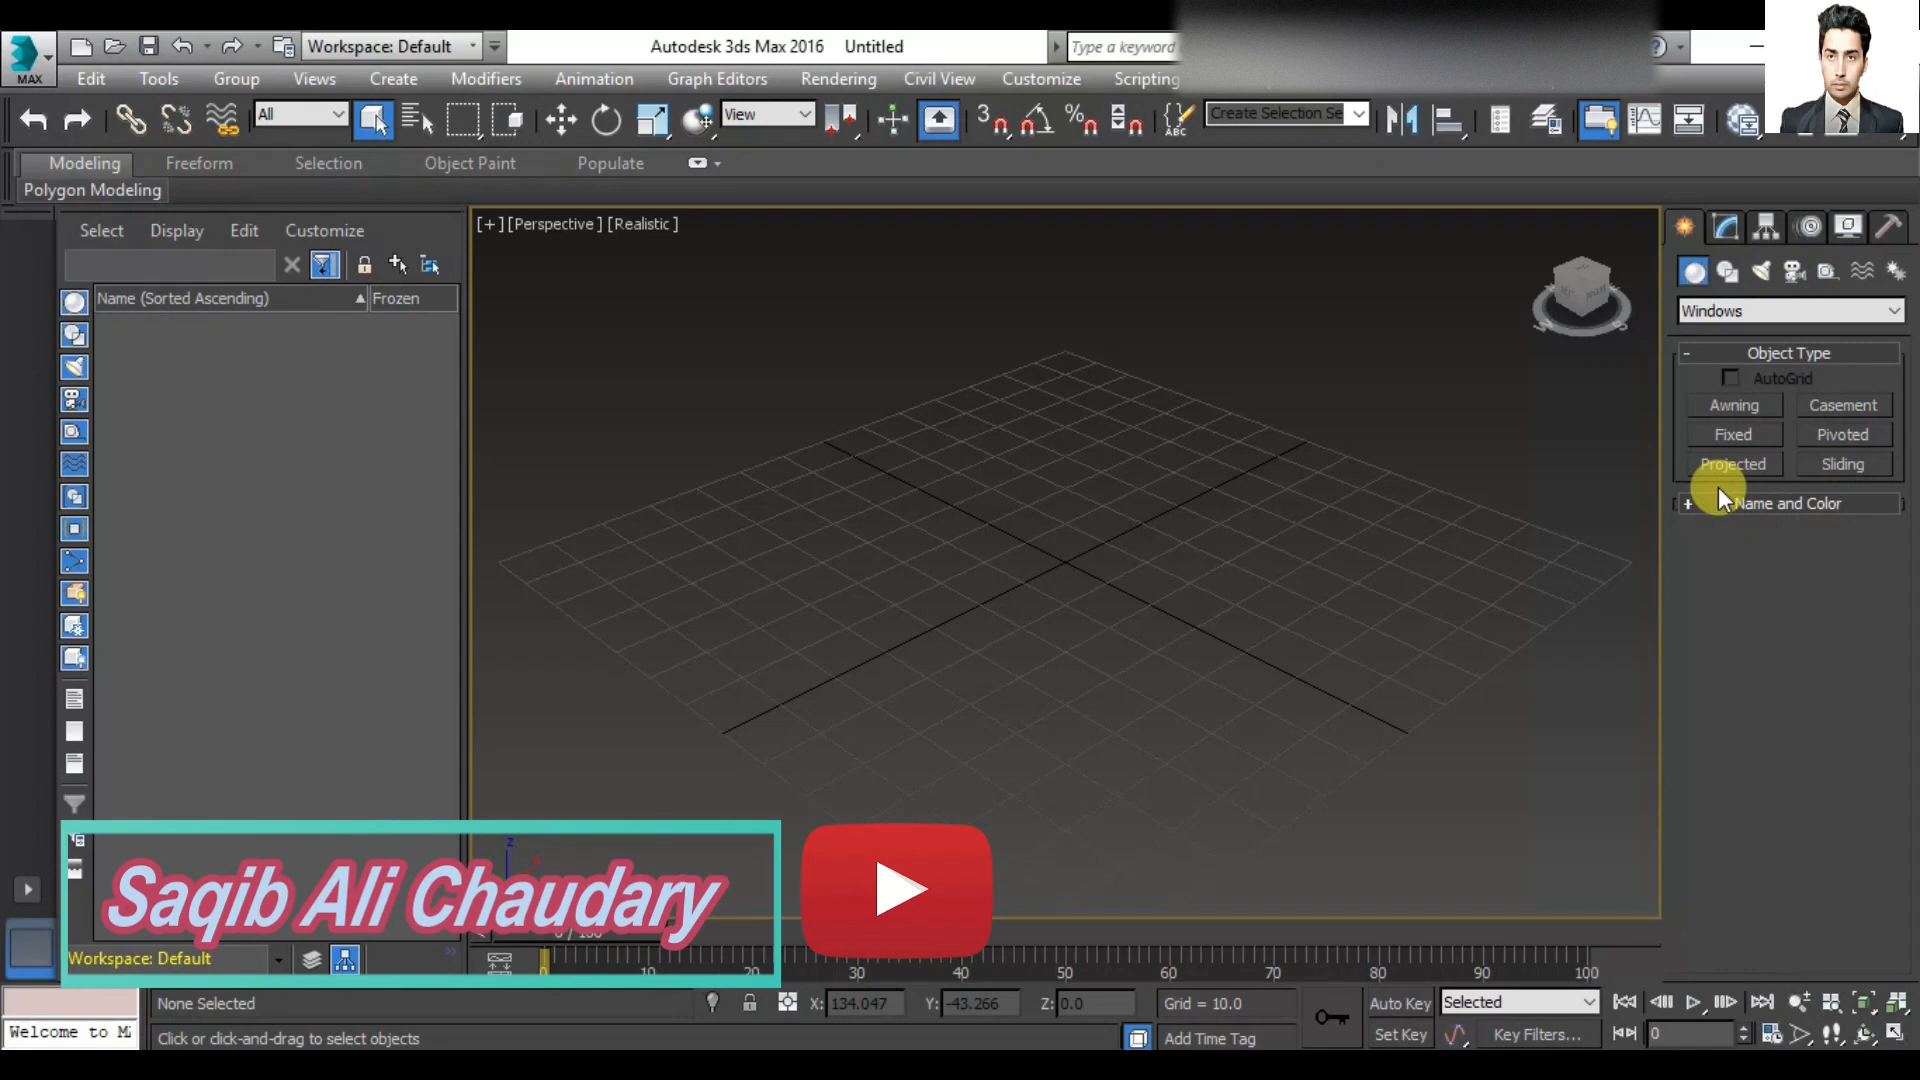 MAX
Workspace: Default
Autodesk 3ds Max 2016 Untitled
Type a keyword
Edit Tools Group Views Create Modifiers Animation Graph Editors Rendering Civil View Customize Scripting
All
View
3
%
ABC
Create Selection Se
Modeling Freeform Selection Object Paint Populate
Polygon Modeling
Select Display Edit Customize
Name (Sorted Ascending) Frozen
[+] [Perspective] [Realistic]
Windows
- Object Type
AutoGrid
Awning Casement
Fixed Pivoted
Projected Sliding
+ Name and Color
Saqib Ali Chaudary
Workspace: Default
0 10 20 30 40 50 60 70 80 90 100
None Selected
X: 134.047 Y: -43.266 Z: 0.0
Grid = 10.0
Auto Key Selected
Welcome to
Click or click-and-drag to select objects
Add Time Tag
Set Key Key Filters...
0